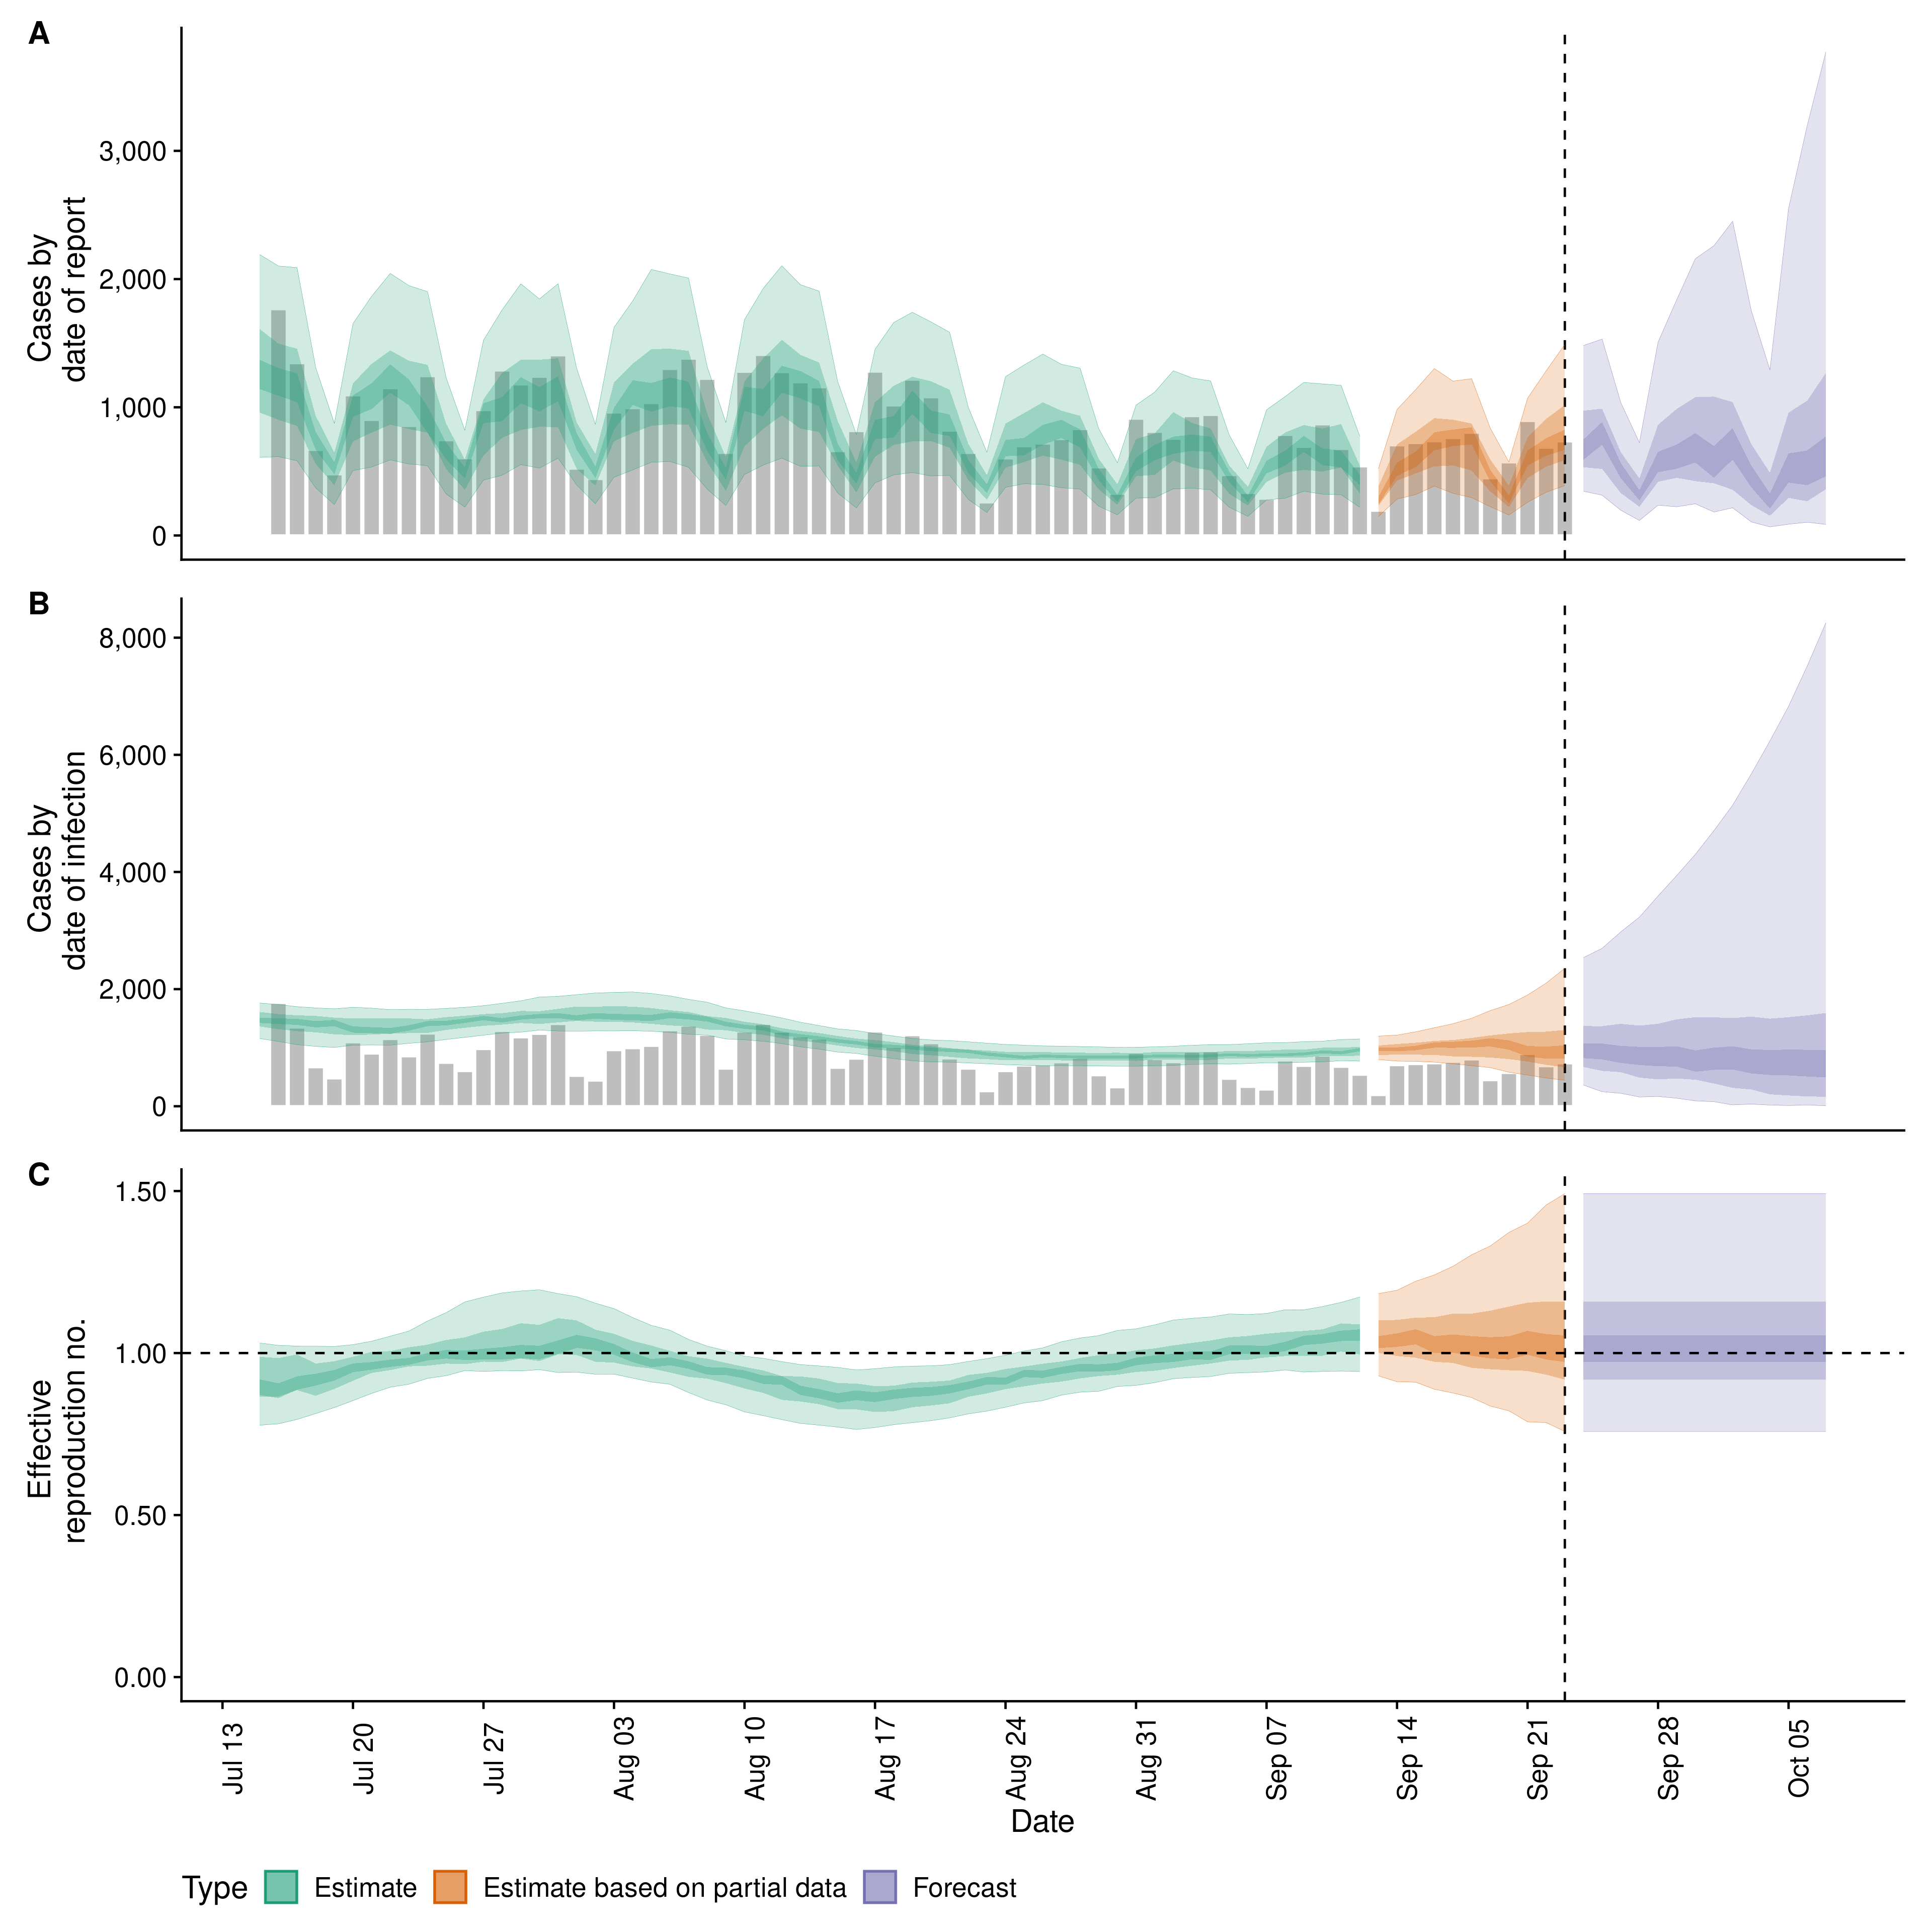 A
Cases by
date of report
3,000
2,000
1,000
0
B
Cases by
date of infection
8,000
6,000
4,000
2,000
0
C
Effective
reproduction no.
1.50
1.00
0.50
0.00
Jul 13
Jul 20
Jul 27
Aug 03
Aug 10
Aug 17
Aug 24
Aug 31
Sep 07
Sep 14
Sep 21
Sep 28
Oct 05
Date
Type Estimate Estimate based on partial data Forecast